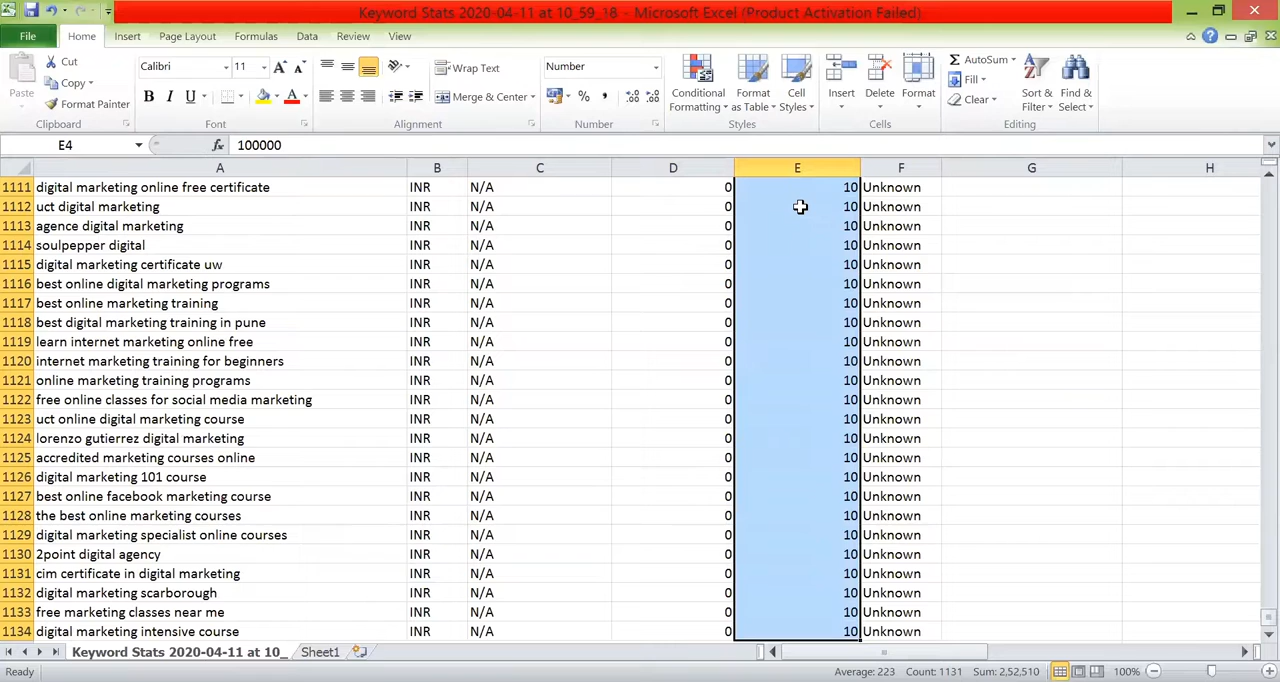 Keyword Stats 2020-04-11 at 10_59_18 - Microsoft Excel (Product Activation Failed)
File Home Insert Page Layout Formulas Data Review View
Paste
Cut
Copy
Format Painter
Clipboard
Calibri 11
B I U
Font
Wrap Text
Merge & Center
Alignment
Number
%
Number
Conditional Formatting
Format as Table
Cell Styles
Styles
Insert
Delete
Format
Cells
AutoSum
Fill
Clear
Sort & Filter
Find & Select
Editing
E4 fx 100000
A B C D E F G H
1111 digital marketing online free certificate INR N/A 0 10 Unknown
1112 uct digital marketing INR N/A 0 10 Unknown
1113 agence digital marketing INR N/A 0 10 Unknown
1114 soulpepper digital INR N/A 0 10 Unknown
1115 digital marketing certificate uw INR N/A 0 10 Unknown
1116 best online digital marketing programs INR N/A 0 10 Unknown
1117 best online marketing training INR N/A 0 10 Unknown
1118 best digital marketing training in pune INR N/A 0 10 Unknown
1119 learn internet marketing online free INR N/A 0 10 Unknown
1120 internet marketing training for beginners INR N/A 0 10 Unknown
1121 online marketing training programs INR N/A 0 10 Unknown
1122 free online classes for social media marketing INR N/A 0 10 Unknown
1123 uct online digital marketing course INR N/A 0 10 Unknown
1124 lorenzo gutierrez digital marketing INR N/A 0 10 Unknown
1125 accredited marketing courses online INR N/A 0 10 Unknown
1126 digital marketing 101 course INR N/A 0 10 Unknown
1127 best online facebook marketing course INR N/A 0 10 Unknown
1128 the best online marketing courses INR N/A 0 10 Unknown
1129 digital marketing specialist online courses INR N/A 0 10 Unknown
1130 2point digital agency INR N/A 0 10 Unknown
1131 cim certificate in digital marketing INR N/A 0 10 Unknown
1132 digital marketing scarborough INR N/A 0 10 Unknown
1133 free marketing classes near me INR N/A 0 10 Unknown
1134 digital marketing intensive course INR N/A 0 10 Unknown
Keyword Stats 2020-04-11 at 10_ Sheet1
Ready Average: 223 Count: 1131 Sum: 2,52,510 100%